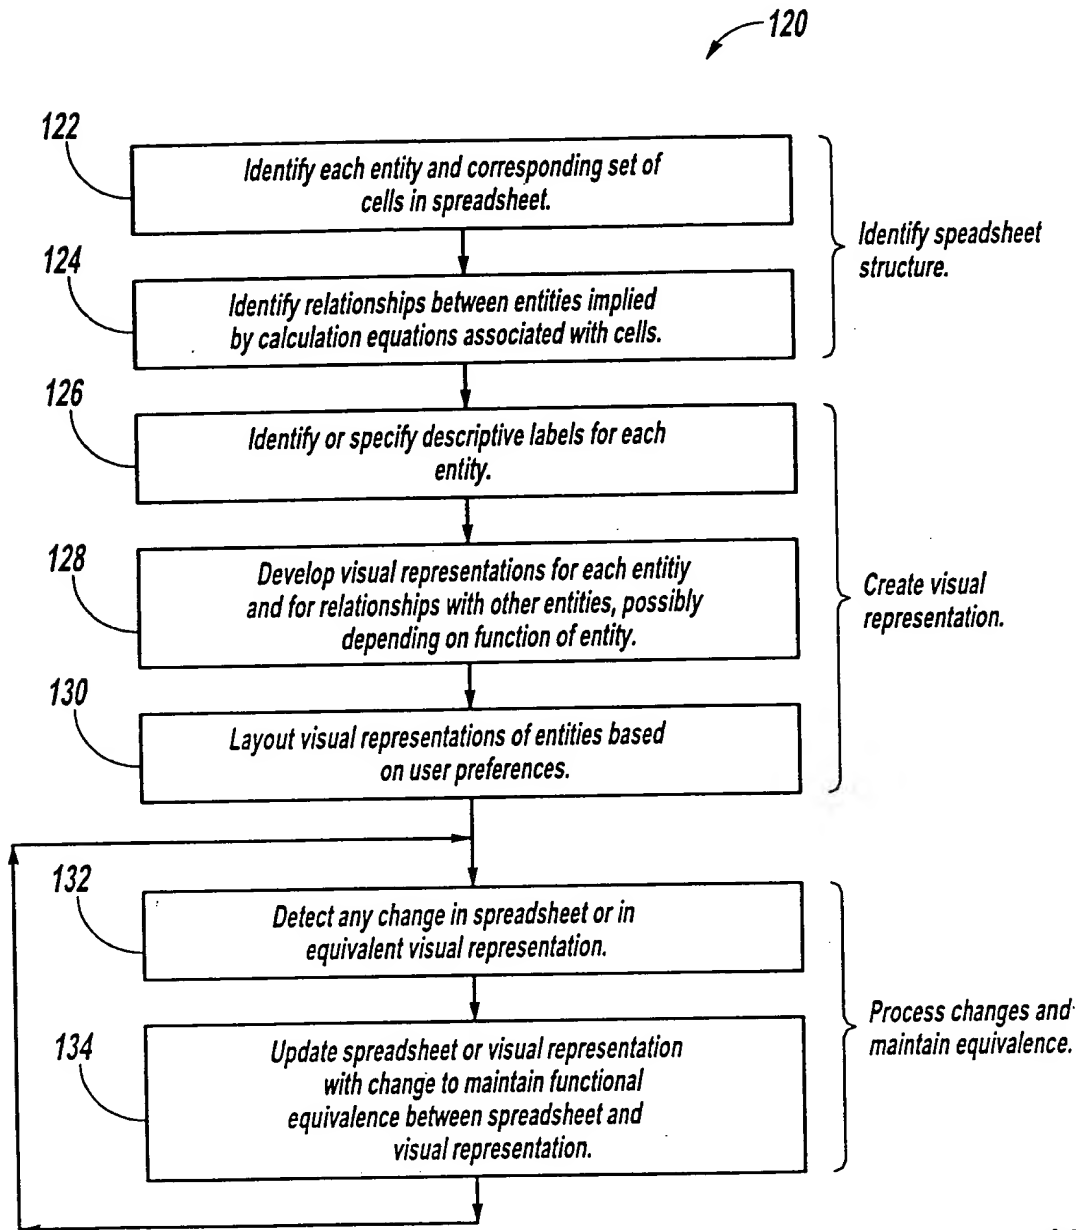 120
122
Identify each entity and corresponding set of
cells in spreadsheet.
Identify speadsheet
structure.
124
Identify relationships between entities implied
by calculation equations associated with cells.
126
Identify or specify descriptive labels for each
entity.
128
Develop visual representations for each entitiy
and for relationships with other entities, possibly
depending on function of entity.
Create visual
representation.
130
Layout visual representations of entities based
on user preferences.
132
Detect any change in spreadsheet or in
equivalent visual representation.
Process changes and
maintain equivalence.
134
Update spreadsheet or visual representation
with change to maintain functional
equivalence between spreadsheet and
visual representation.